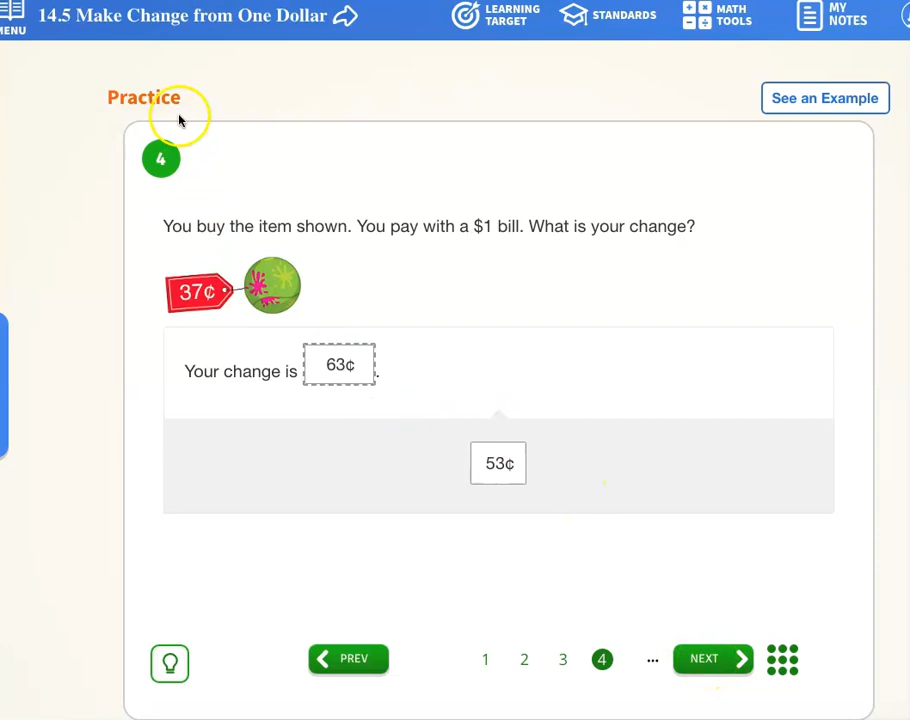 MENU
14.5 Make Change from One Dollar
LEARNING
TARGET
STANDARDS
MATH
TOOLS
MY
NOTES
Practice
See an Example
4
You buy the item shown. You pay with a $1 bill. What is your change?
37¢
Your change is 63¢.
53¢
PREV 1 2 3 4 ... NEXT